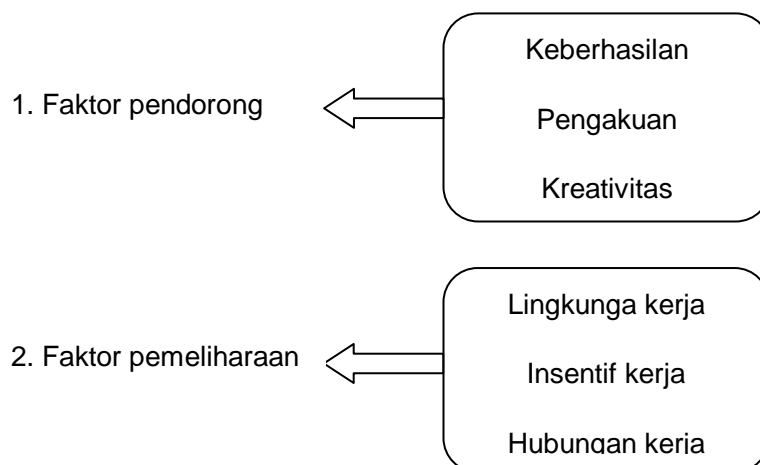 Keberhasilan
1. Faktor pendorong
Pengakuan
Kreativitas
Lingkunga kerja
2. Faktor pemeliharaan
Insentif kerja
Hubungan kerja